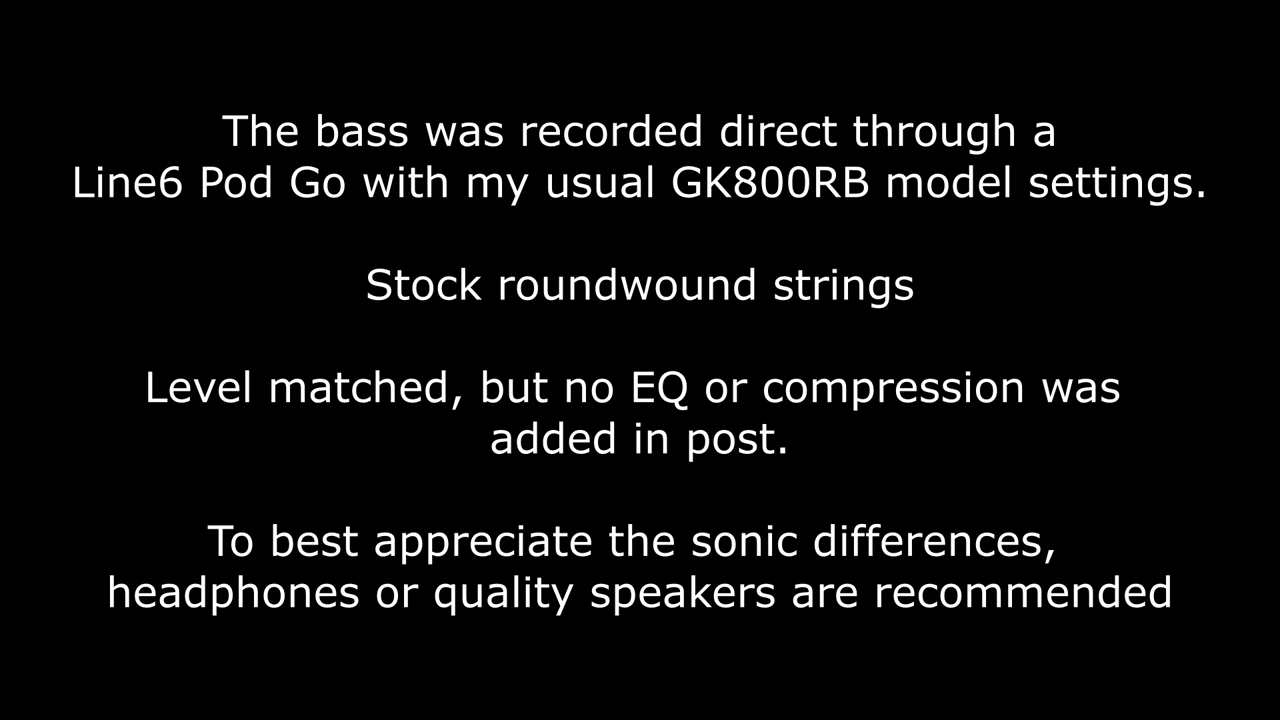 The bass was recorded direct through a
Line6 Pod Go with my usual GK800RB model settings.
Stock roundwound strings
Level matched, but no EQ or compression was
added in post.
To best appreciate the sonic differences,
headphones or quality speakers are recommended